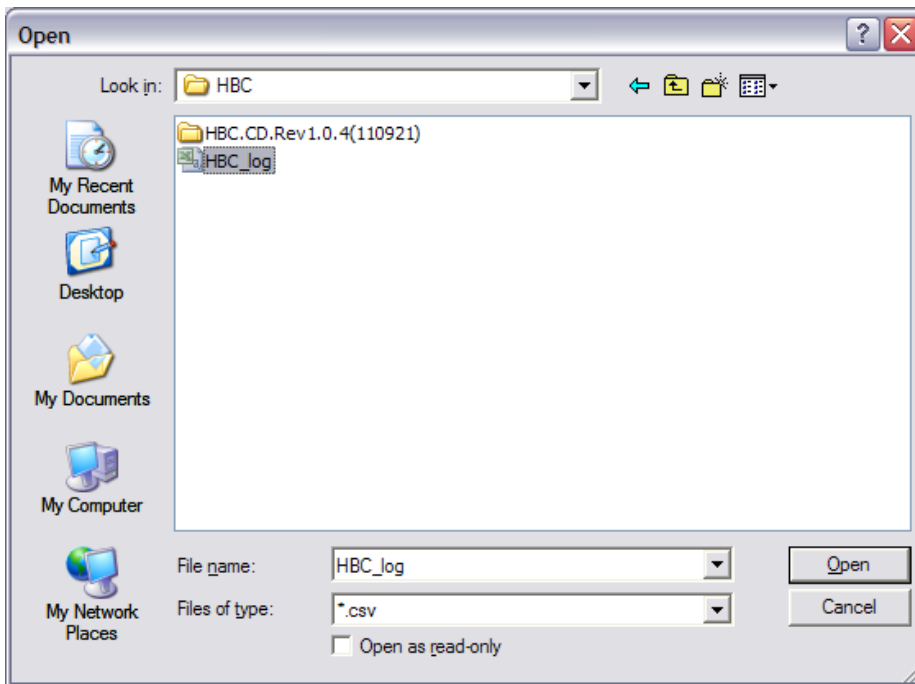 Open
Look in:
HBC
HBC.CD.Rev1.0.4(110921)
HBC_log
My Recent
Documents
Desktop
My Documents
My Computer
My Network
Places
File name:
HBC_log
Open
Files of type:
*.csv
Cancel
Open as read-only